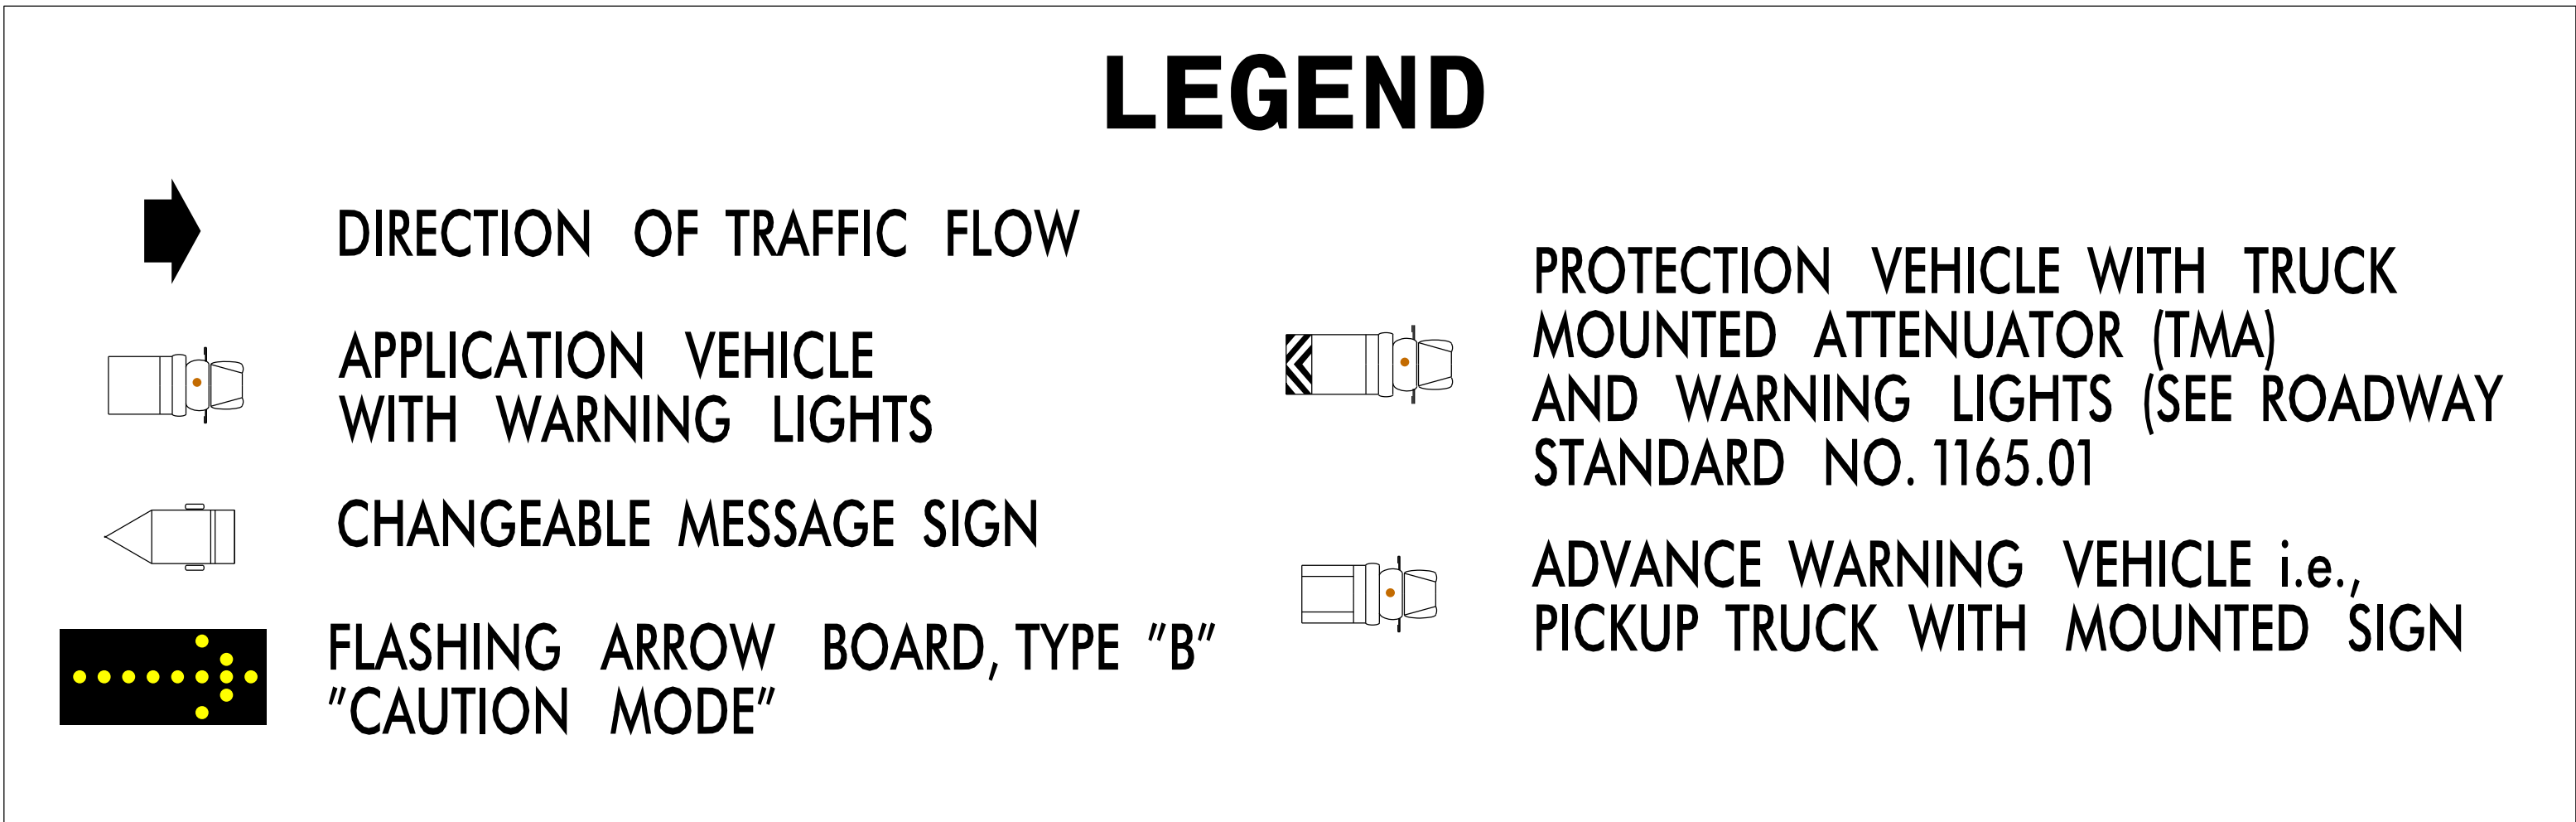 LEGEND
DIRECTION OF TRAFFIC FLOW
APPLICATION VEHICLE
WITH WARNING LIGHTS
CHANGEABLE MESSAGE SIGN
FLASHING ARROW BOARD, TYPE "B"
"CAUTION MODE"
PROTECTION VEHICLE WITH TRUCK
MOUNTED ATTENUATOR (TMA)
AND WARNING LIGHTS (SEE ROADWAY
STANDARD NO. 1165.01
ADVANCE WARNING VEHICLE i.e.,
PICKUP TRUCK WITH MOUNTED SIGN